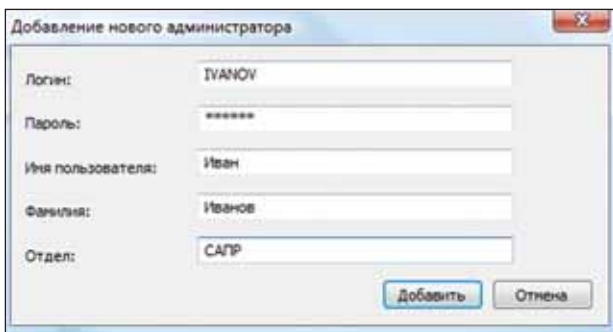 Добавление нового администратора
Логин: IVANOV
Пароль: ******
Имя пользователя: Иван
Фамилия: Иванов
Отдел: САПР
Добавить Отмена